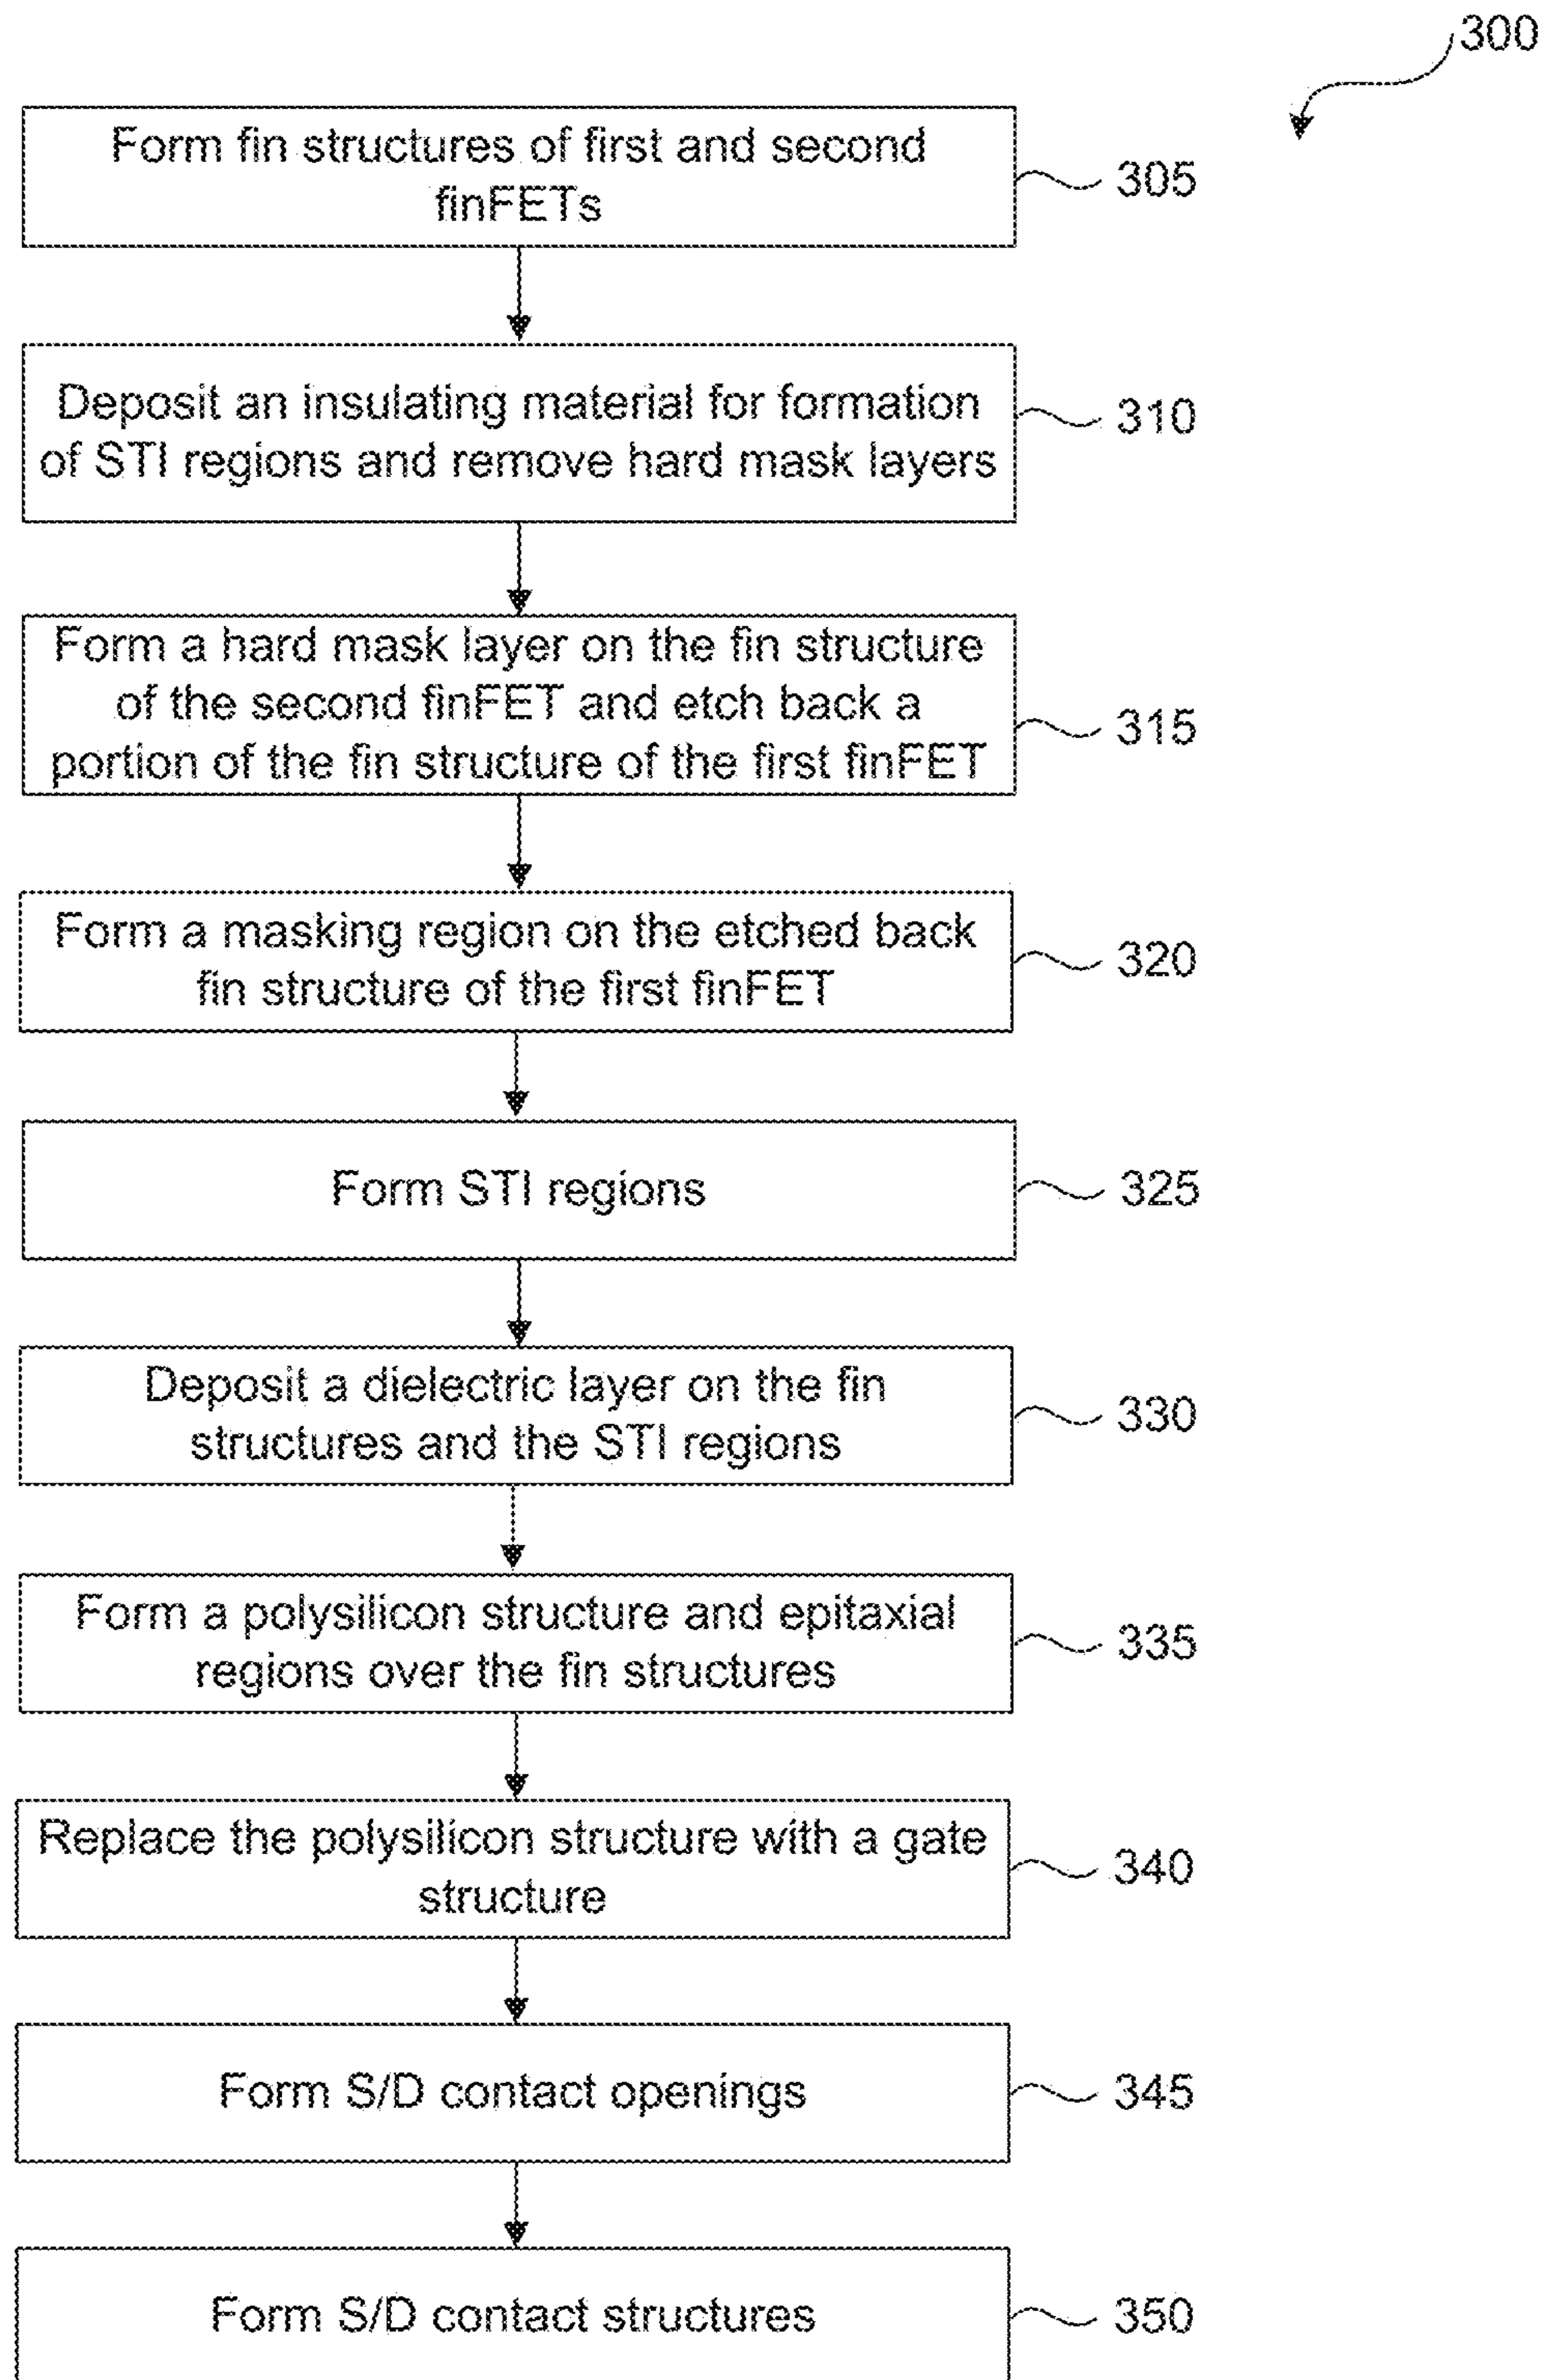 300
Form fin structures of first and second
finFETs
305
Deposit an insulating material for formation
of STI regions and remove hard mask layers
310
Form a hard mask layer on the fin structure
of the second finFET and etch back a
portion of the fin structure of the first finFET
315
Form a masking region on the etched back
fin structure of the first finFET
320
Form STI regions
325
Deposit a dielectric layer on the fin
structures and the STI regions
330
Form a polysilicon structure and epitaxial
regions over the fin structures
335
Replace the polysilicon structure with a gate
structure
340
Form S/D contact openings
345
Form S/D contact structures
350